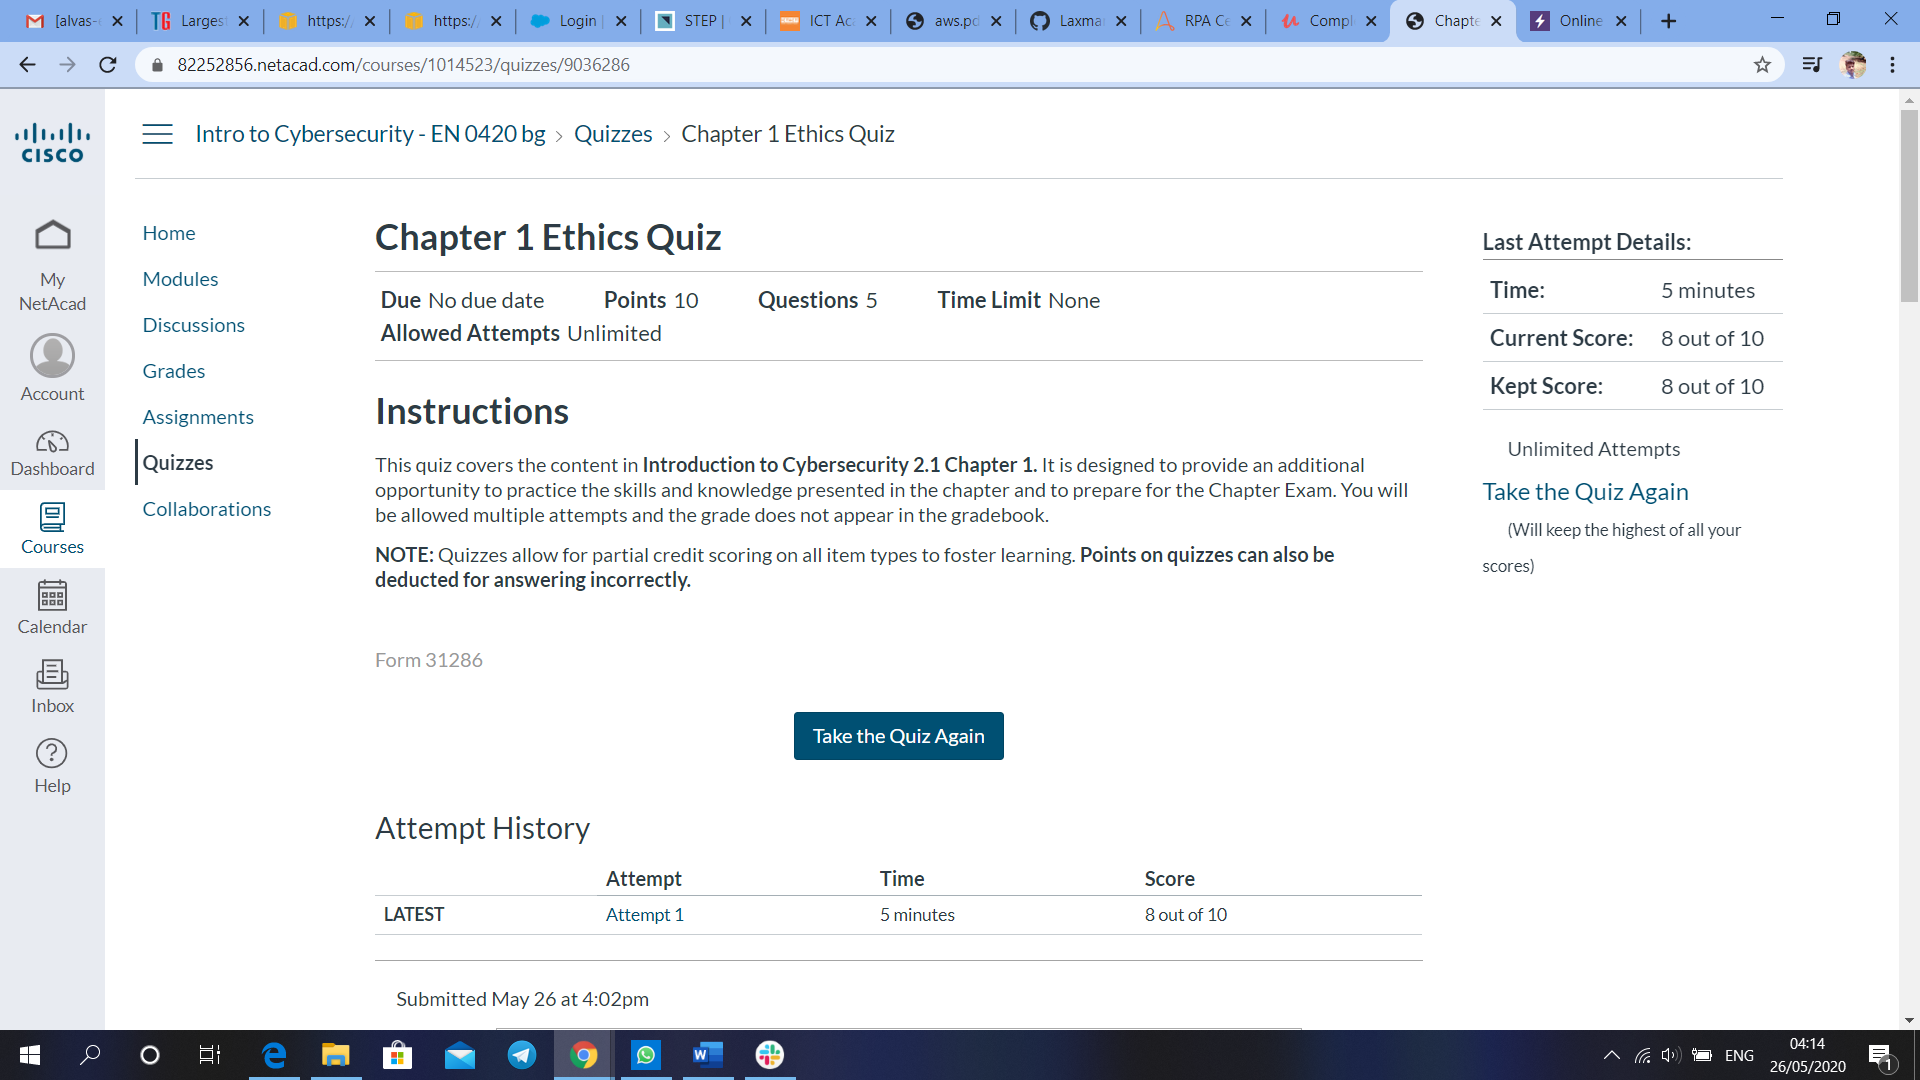 [alvas-
Largest
https:/
https:/
Login |
STEP |
ICT Aca
aws.pd
Laxma
RPA Ce
Compl
Chapte
Online
82252856.netacad.com/courses/1014523/quizzes/9036286
CISCO
Intro to Cybersecurity - EN 0420 bg › Quizzes › Chapter 1 Ethics Quiz
My
NetAcad
Account
Dashboard
Courses
Calendar
Inbox
Help
Home
Modules
Discussions
Grades
Assignments
Quizzes
Collaborations
Chapter 1 Ethics Quiz
Due No due date Points 10 Questions 5 Time Limit None
Allowed Attempts Unlimited
Instructions
This quiz covers the content in Introduction to Cybersecurity 2.1 Chapter 1. It is designed to provide an additional
opportunity to practice the skills and knowledge presented in the chapter and to prepare for the Chapter Exam. You will
be allowed multiple attempts and the grade does not appear in the gradebook.
NOTE: Quizzes allow for partial credit scoring on all item types to foster learning. Points on quizzes can also be
deducted for answering incorrectly.
Form 31286
Take the Quiz Again
Attempt History
Attempt Time Score
LATEST Attempt 1 5 minutes 8 out of 10
Submitted May 26 at 4:02pm
Last Attempt Details:
Time: 5 minutes
Current Score: 8 out of 10
Kept Score: 8 out of 10
Unlimited Attempts
Take the Quiz Again
(Will keep the highest of all your
scores)
ENG
04:14
26/05/2020
1